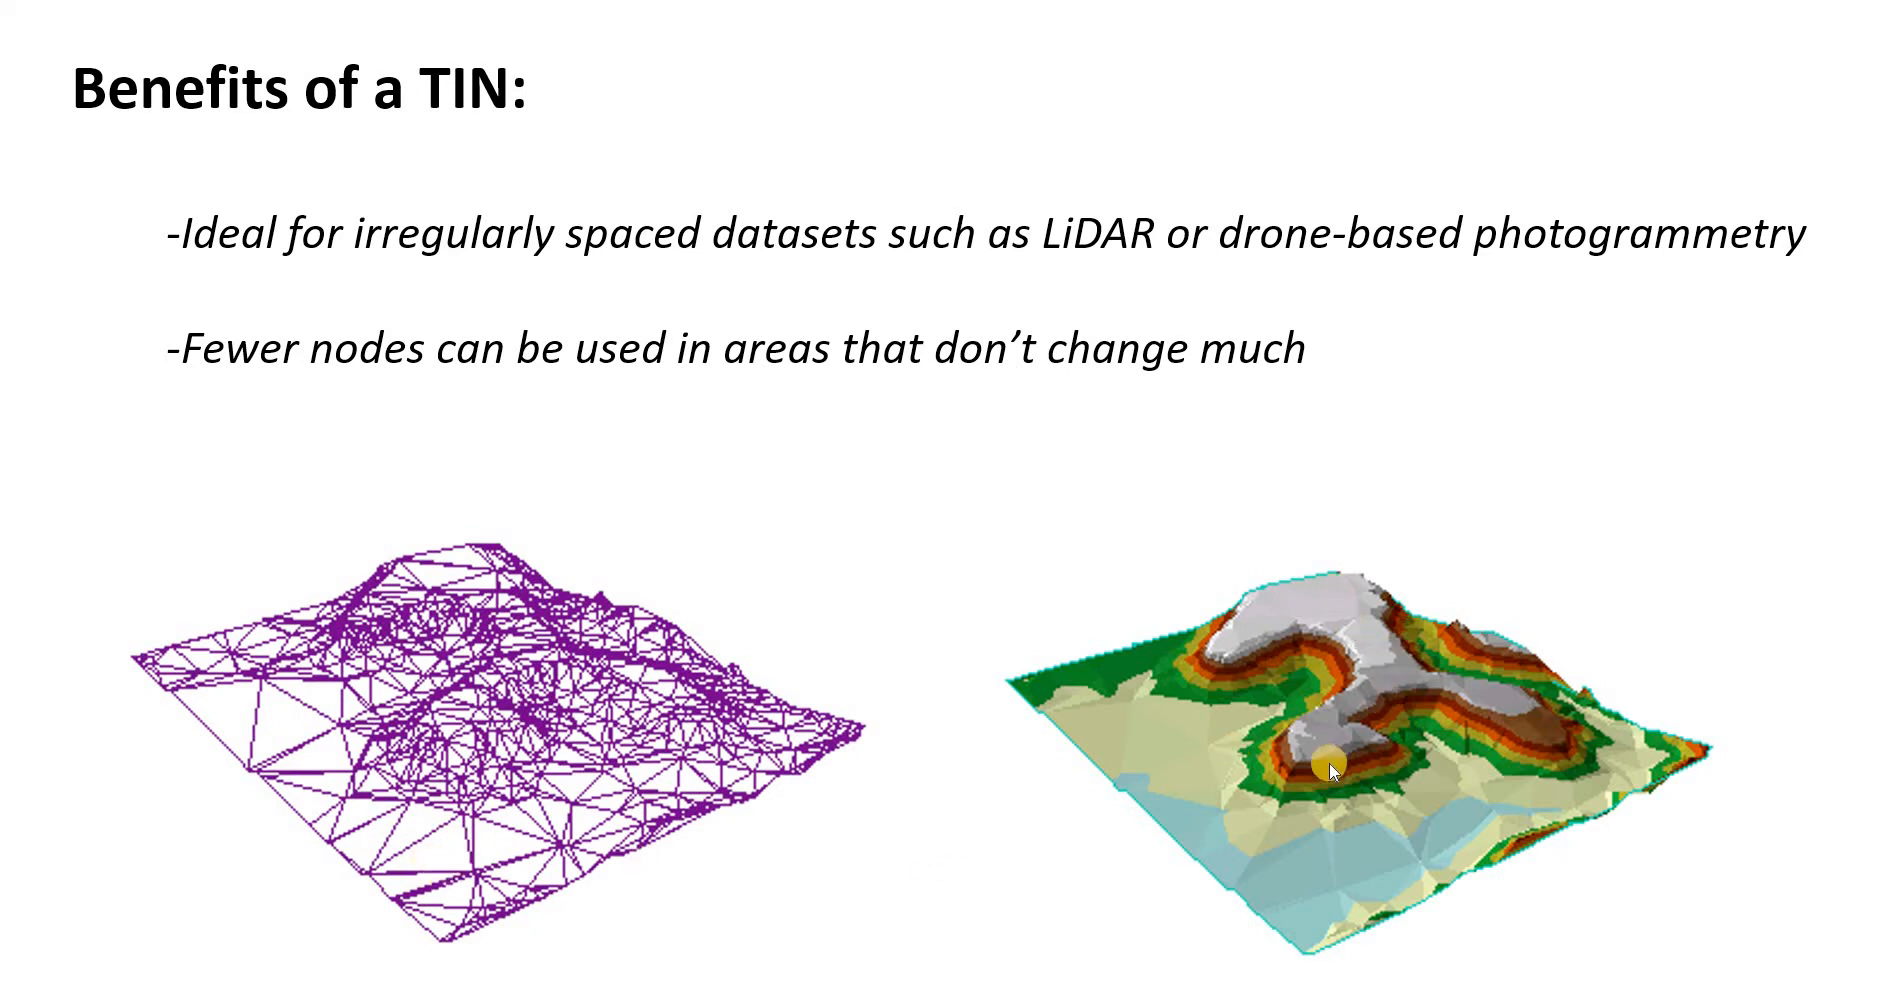 Benefits of a TIN:
-Ideal for irregularly spaced datasets such as LiDAR or drone-based photogrammetry
-Fewer nodes can be used in areas that don’t change much